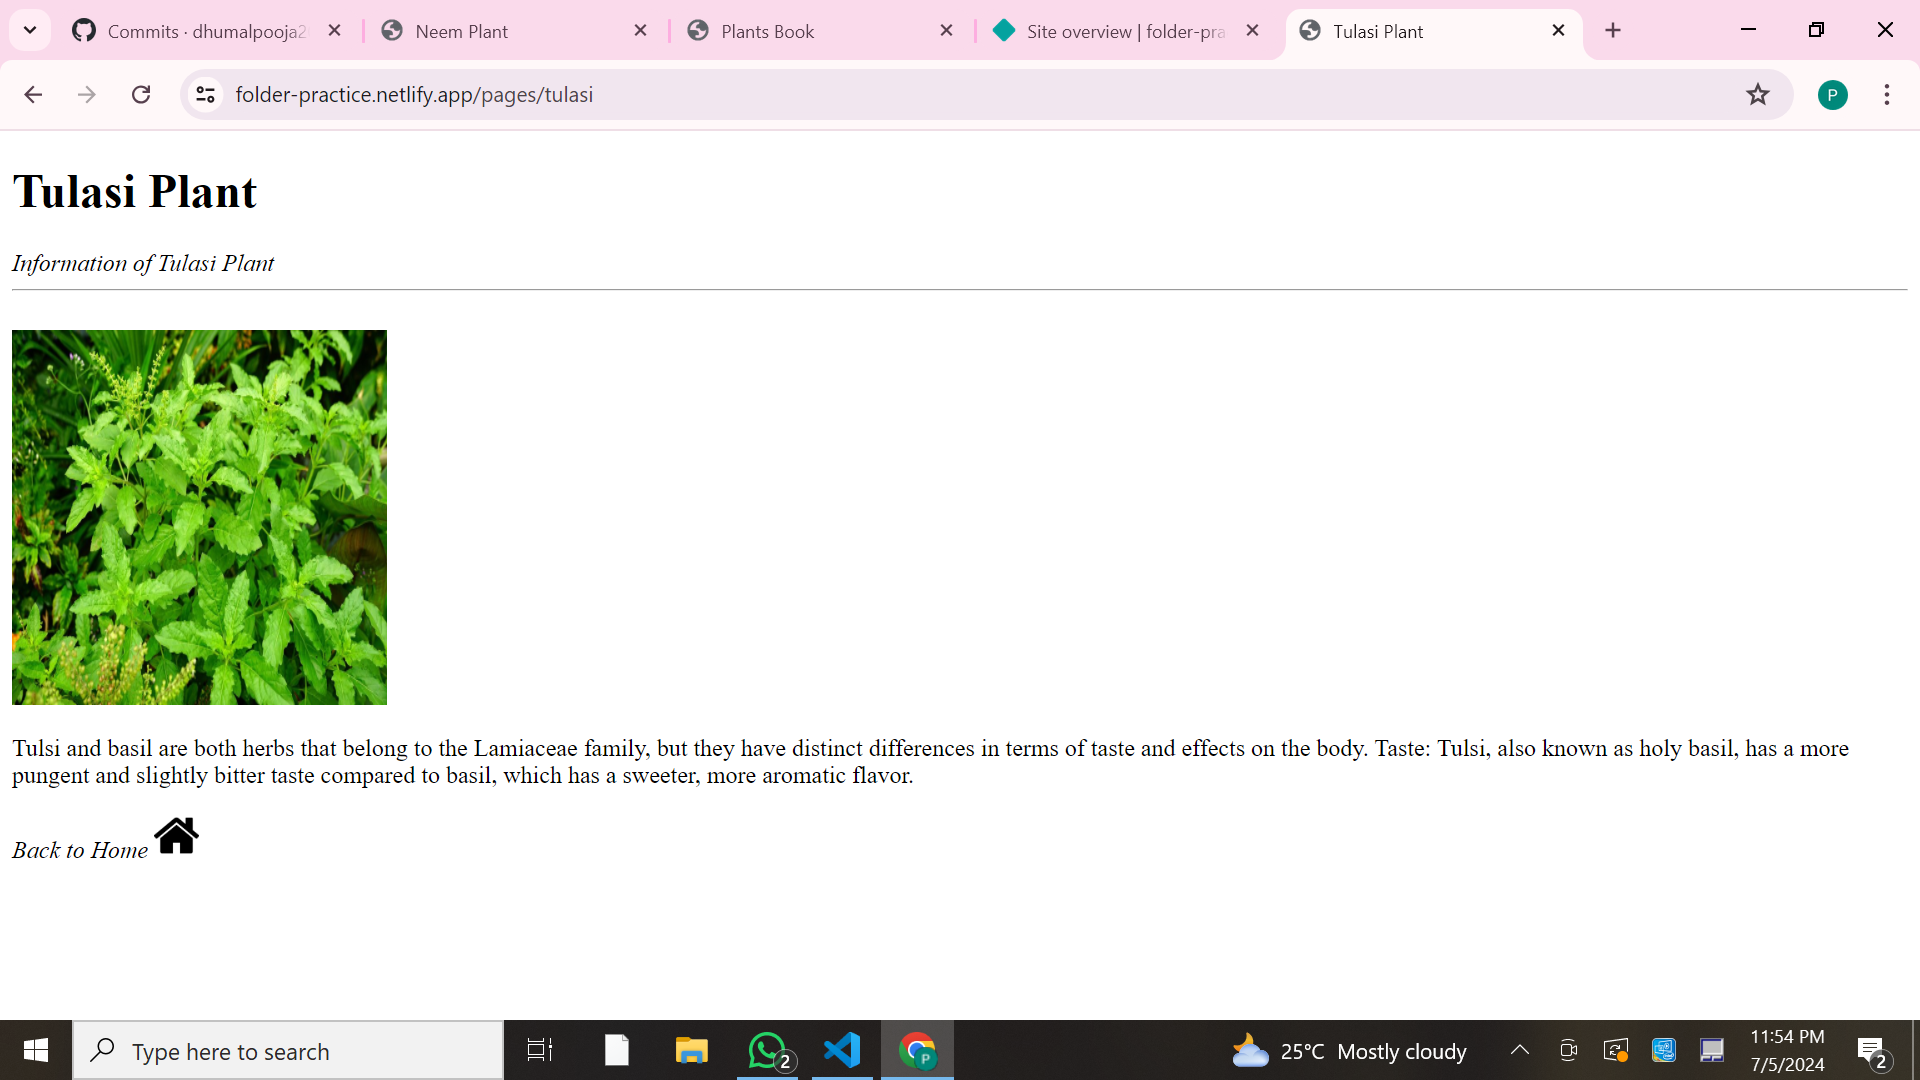 Commits · dhumalpooja2
Neem Plant
Plants Book
Site overview | folder-pra
Tulasi Plant
folder-practice.netlify.app/pages/tulasi
P
Tulasi Plant
Information of Tulasi Plant
Tulsi and basil are both herbs that belong to the Lamiaceae family, but they have distinct differences in terms of taste and effects on the body. Taste: Tulsi, also known as holy basil, has a more
pungent and slightly bitter taste compared to basil, which has a sweeter, more aromatic flavor.
Back to Home
Type here to search
2
P
25°C Mostly cloudy
11:54 PM
7/5/2024
2